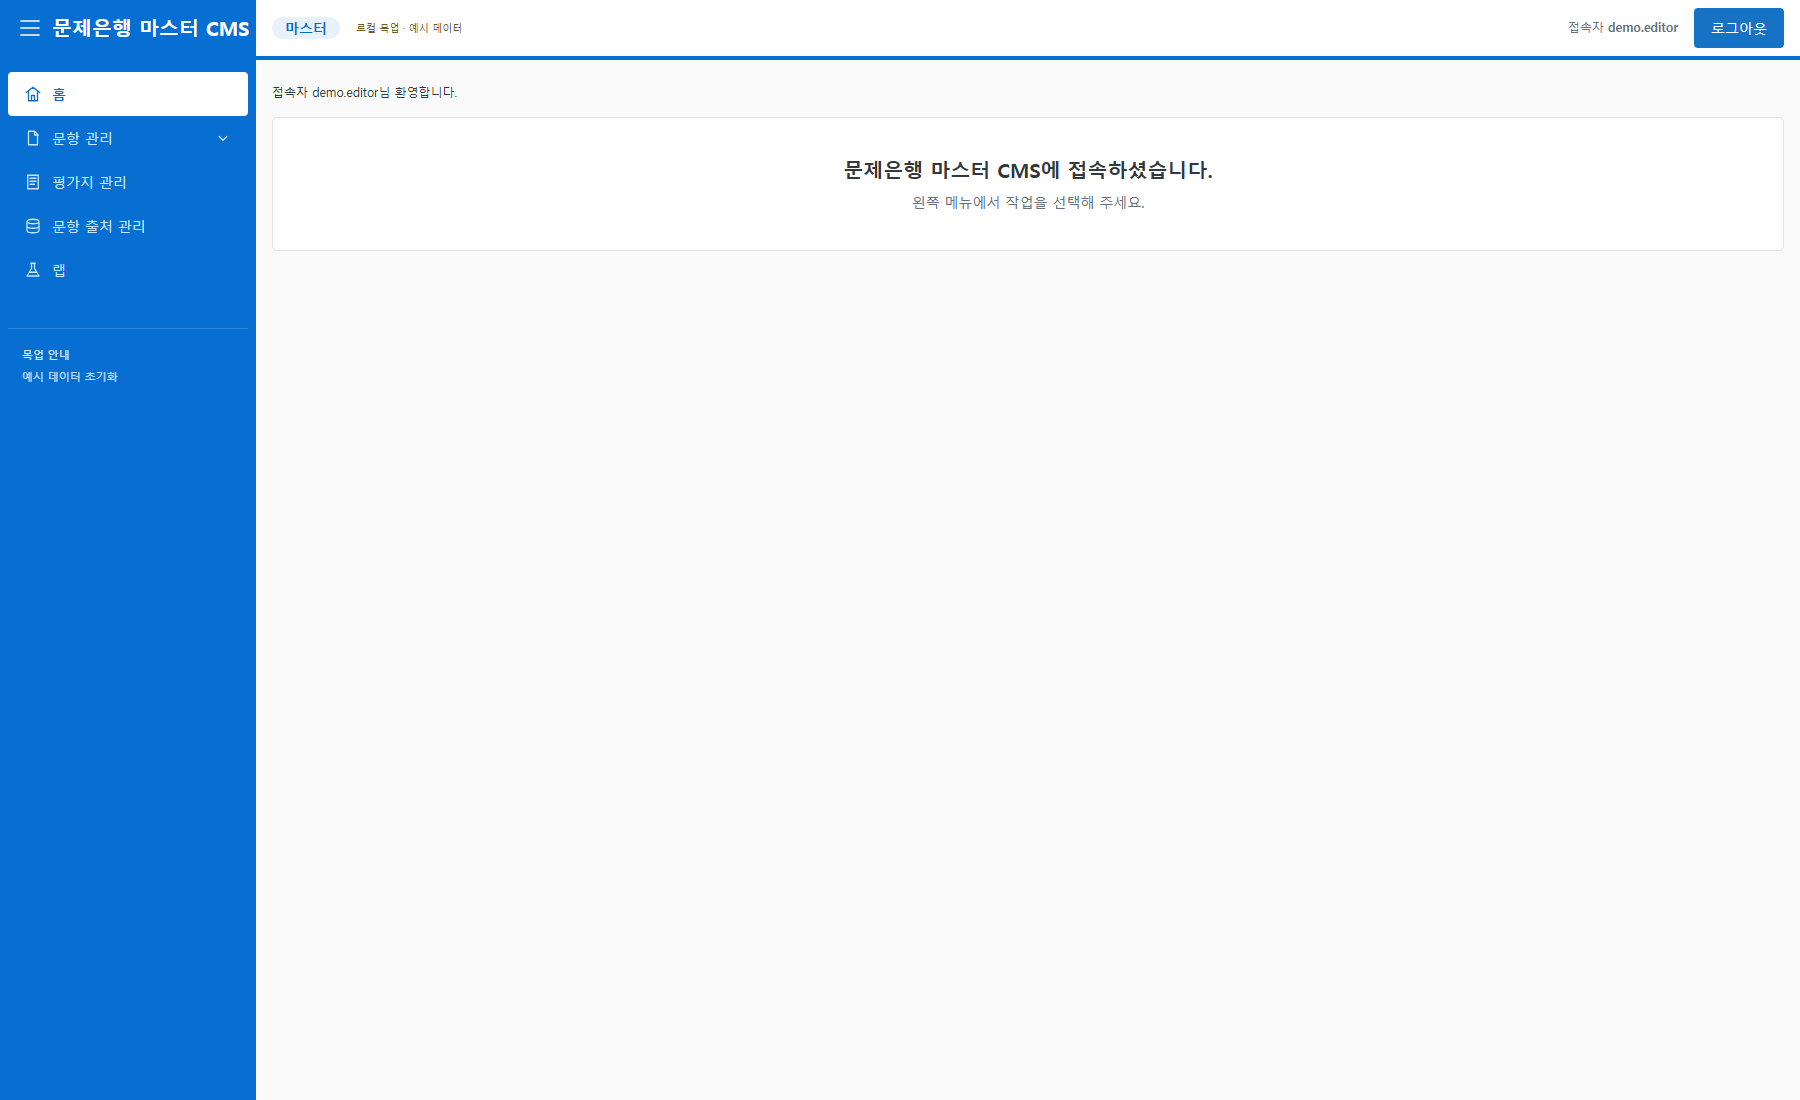 문제은행 마스터 CMS
마스터
로컬 목업 · 예시 데이터
접속자 demo.editor
로그아웃
홈
문항 관리
평가지 관리
문항 출처 관리
랩
목업 안내
예시 데이터 초기화
접속자 demo.editor님 환영합니다.
문제은행 마스터 CMS에 접속하셨습니다.
왼쪽 메뉴에서 작업을 선택해 주세요.